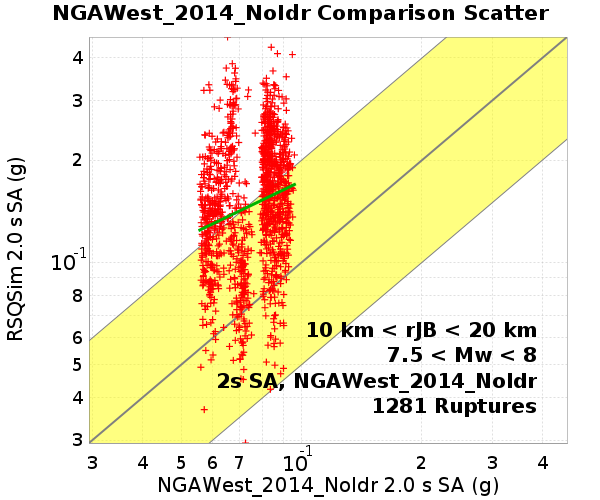 NGAWest_2014_NoIdr Comparison Scatter
RSQSim 2.0 s SA (g)
4
3
2
10-1
8
6
5
4
3
10 km < rJB < 20 km
7.5 < Mw < 8
2s SA, NGAWest_2014_NoIdr
1281 Ruptures
3 4 5 6 7 10-1 2 3 4
NGAWest_2014_NoIdr 2.0 s SA (g)